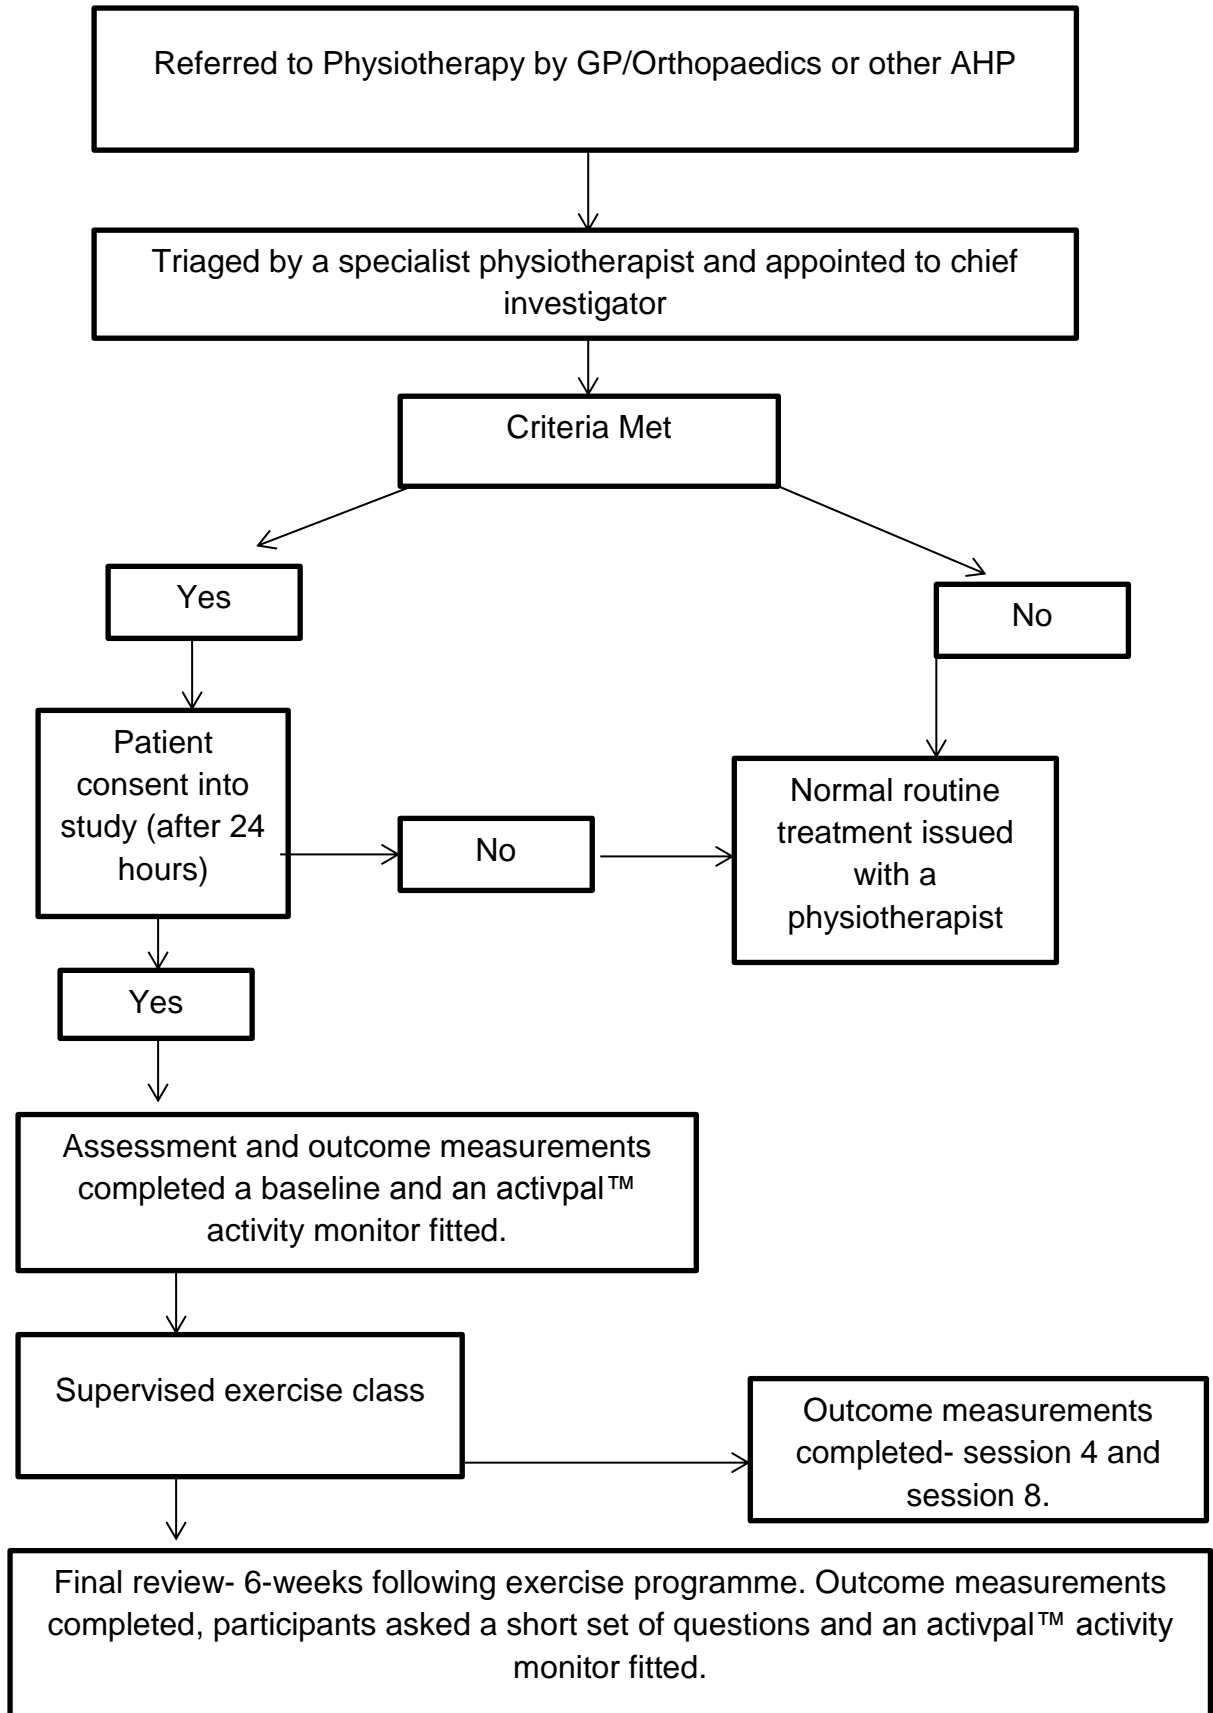 Referred to Physiotherapy by GP/Orthopaedics or other AHP
Triaged by a specialist physiotherapist and appointed to chief
investigator
Criteria Met
Yes
No
Patient
consent into
study (after 24
hours)
No
Normal routine
treatment issued
with a
physiotherapist
Yes
Assessment and outcome measurements
completed a baseline and an activpal™
activity monitor fitted.
Supervised exercise class
Outcome measurements
completed- session 4 and
session 8.
Final review- 6-weeks following exercise programme. Outcome measurements
completed, participants asked a short set of questions and an activpal™ activity
monitor fitted.